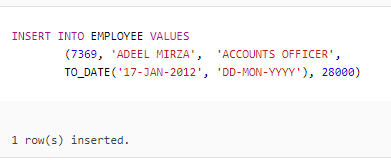 INSERT INTO EMPLOYEE VALUES
(7369, 'ADEEL MIRZA', 'ACCOUNTS OFFICER',
TO_DATE('17-JAN-2012', 'DD-MON-YYYY'), 28000)
1 row(s) inserted.